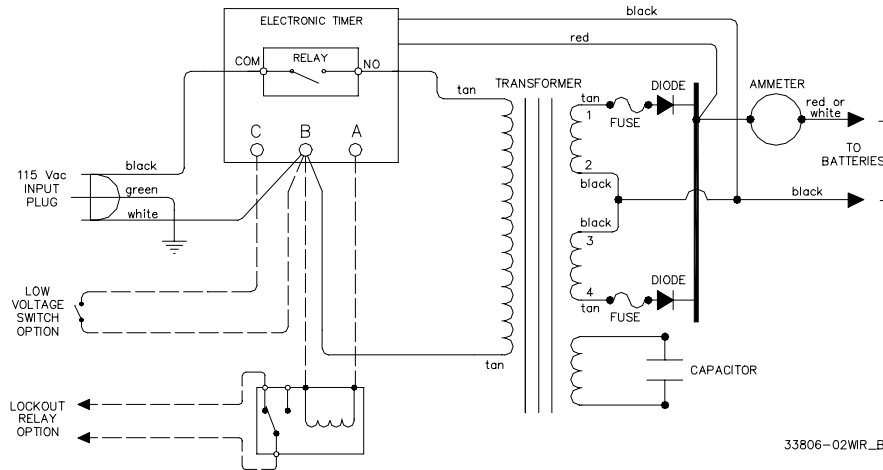 black
ELECTRONIC TIMER
red
RELAY
COM
NO
tan
TRANSFORMER
DIODE
AMMETER
tan
1
FUSE
red or
white
C
B
A
TO
BATTERIES
2
black
black
115 Vac
INPUT
PLUG
black
green
white
black
3
LOW
VOLTAGE
SWITCH
OPTION
4
tan
DIODE
FUSE
tan
CAPACITOR
LOCKOUT
RELAY
OPTION
33806-02WIR_B